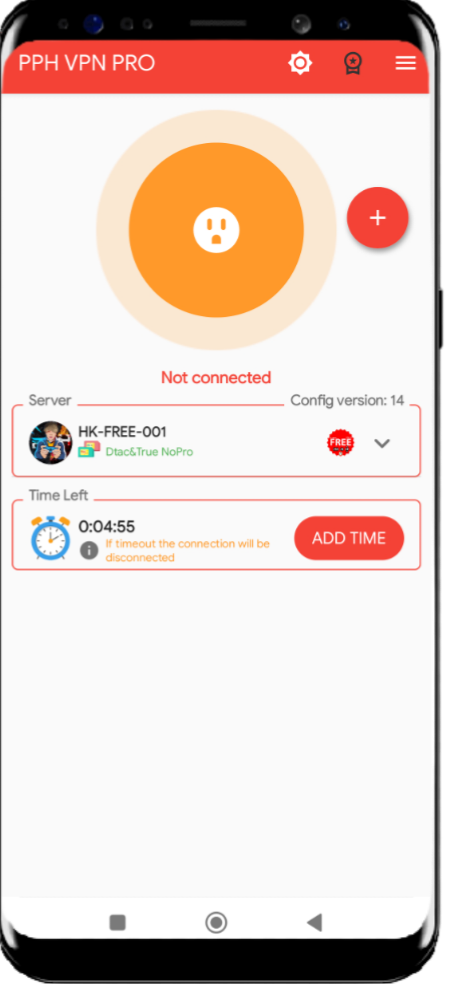 PPH VPN PRO
+
Not connected
Server
Config version: 14
HK-FREE-001
FREE
Dtac&True NoPro
Time Left
0:04:55
If timeout the connection will be
disconnected
ADD TIME